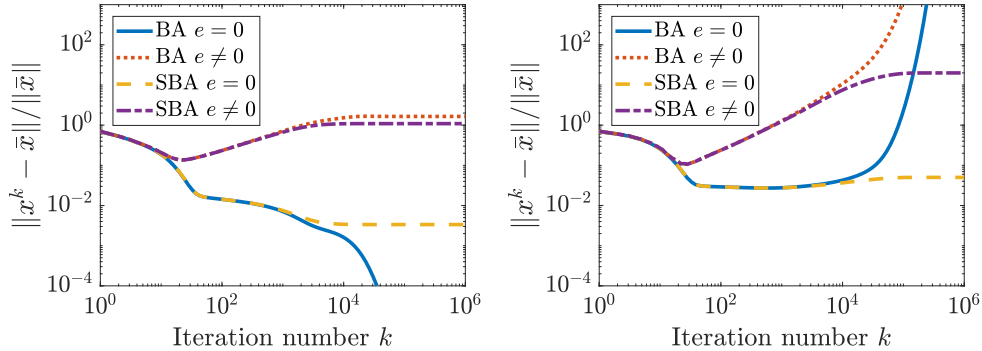 ‖x^k − x̄‖/‖x̄‖
10^2
10^0
10^−2
10^−4
BA e = 0
BA e ≠ 0
SBA e = 0
SBA e ≠ 0
10^0 10^2 10^4 10^6
Iteration number k
‖x^k − x̄‖/‖x̄‖
10^2
10^0
10^−2
10^−4
BA e = 0
BA e ≠ 0
SBA e = 0
SBA e ≠ 0
10^0 10^2 10^4 10^6
Iteration number k